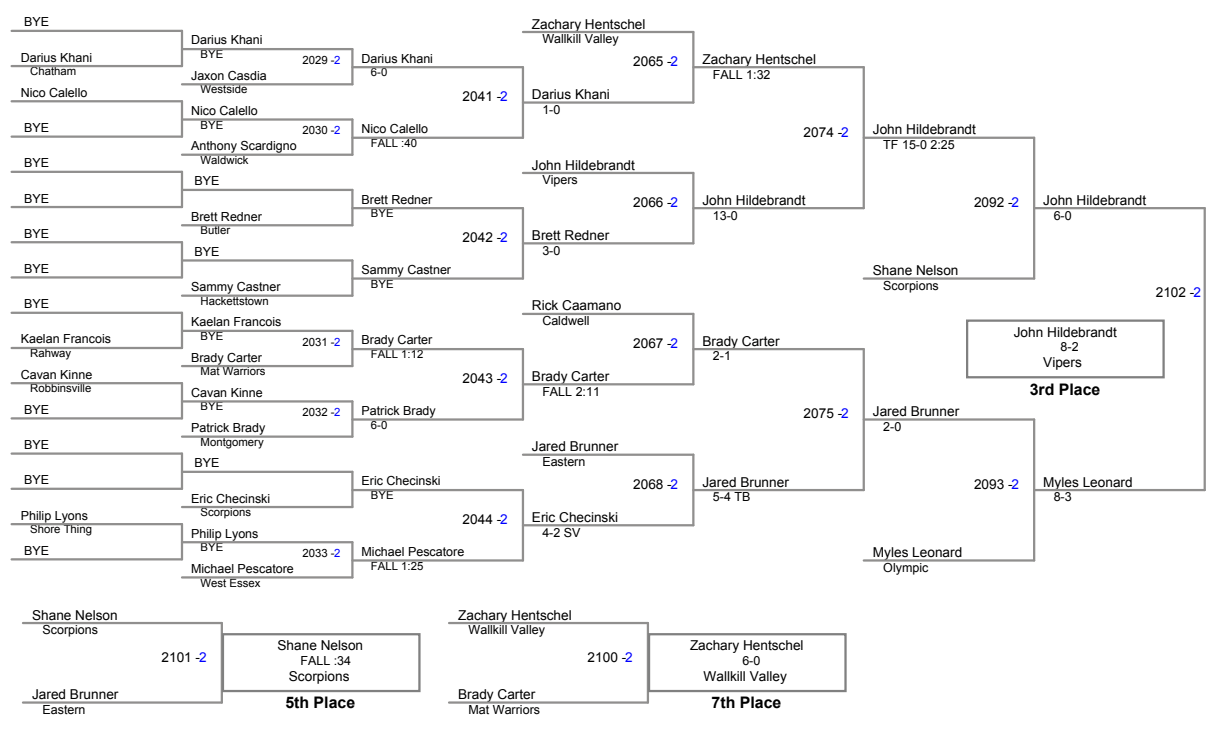 BYE
Darius Khani
Chatham
Nico Calello
BYE
BYE
BYE
BYE
BYE
BYE
Kaelan Francois
Rahway
Cavan Kinne
Robbinsville
BYE
BYE
BYE
Philip Lyons
Shore Thing
BYE
Darius Khani
BYE
2029 -2
Jaxon Casdia
Westside
Nico Calello
BYE
2030 -2
Anthony Scardigno
Waldwick
BYE
Brett Redner
Butler
BYE
Sammy Castner
Hackettstown
Kaelan Francois
BYE
2031 -2
Brady Carter
Mat Warriors
Cavan Kinne
BYE
2032 -2
Patrick Brady
Montgomery
BYE
Eric Checinski
Scorpions
Philip Lyons
BYE
2033 -2
Michael Pescatore
West Essex
Darius Khani
6-0
2041 -2
Nico Calello
FALL :40
Brett Redner
BYE
2042 -2
Sammy Castner
BYE
Brady Carter
FALL 1:12
2043 -2
Patrick Brady
6-0
Eric Checinski
BYE
2044 -2
Michael Pescatore
FALL 1:25
Zachary Hentschel
Wallkill Valley
2065 -2
Darius Khani
1-0
John Hildebrandt
Vipers
2066 -2
Brett Redner
3-0
Rick Caamano
Caldwell
2067 -2
Brady Carter
FALL 2:11
Jared Brunner
Eastern
2068 -2
Eric Checinski
4-2 SV
Zachary Hentschel
FALL 1:32
2074 -2
John Hildebrandt
13-0
Brady Carter
2-1
2075 -2
Jared Brunner
5-4 TB
John Hildebrandt
TF 15-0 2:25
2092 -2
Shane Nelson
Scorpions
Jared Brunner
2-0
2093 -2
Myles Leonard
Olympic
John Hildebrandt
6-0
2102 -2
Myles Leonard
8-3
John Hildebrandt
8-2
Vipers
3rd Place
Shane Nelson
Scorpions
2101 -2
Jared Brunner
Eastern
Shane Nelson
FALL :34
Scorpions
5th Place
Zachary Hentschel
Wallkill Valley
2100 -2
Brady Carter
Mat Warriors
Zachary Hentschel
6-0
Wallkill Valley
7th Place